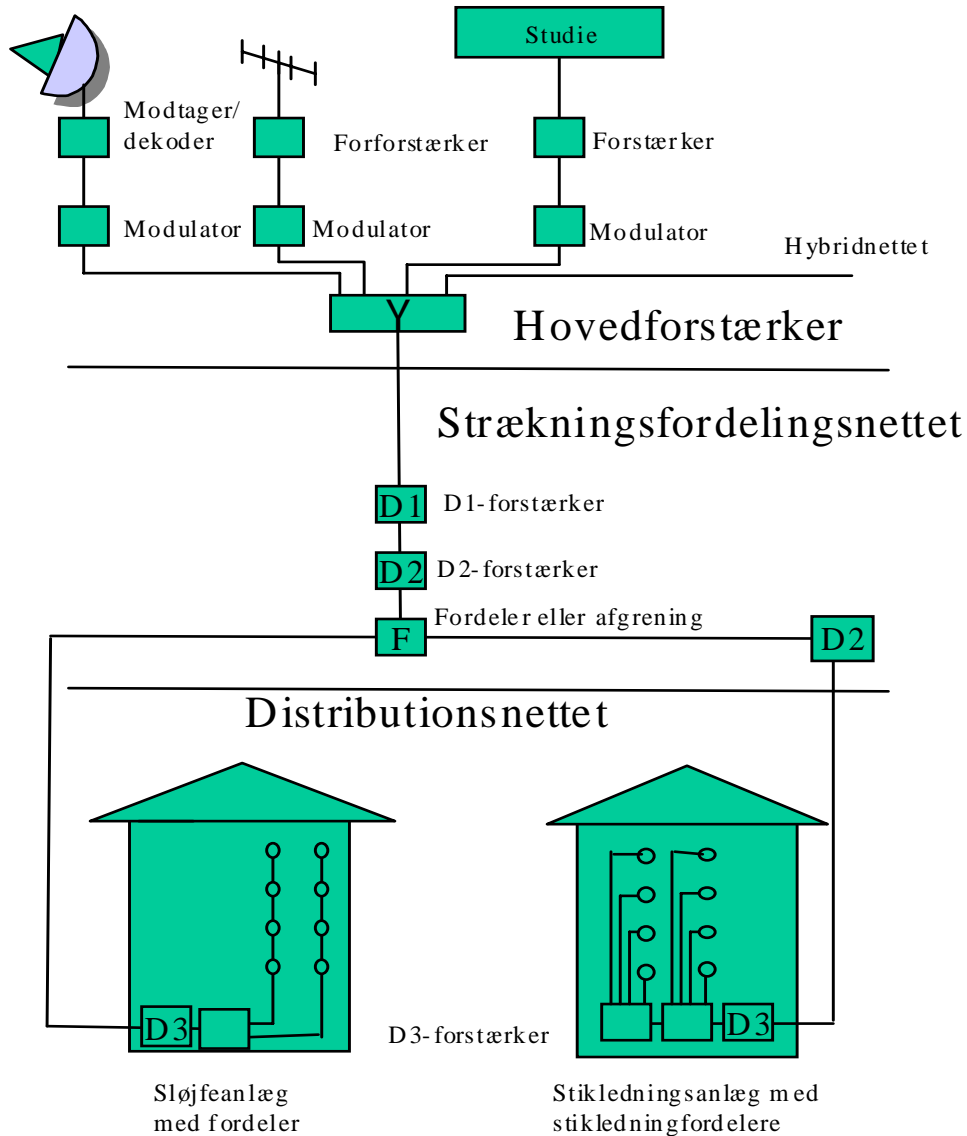 Studie
Modtager/
dekoder
Forforstærker
Forstærker
Modulator
Modulator
Modulator
Hybridnettet
Y
Hovedforstærker
Strækningsfordelingsnettet
D1
D1-forstærker
D2
D2-forstærker
Fordeler eller afgrening
F
D2
Distributionsnettet
D3
D3-forstærker
D3
Sløjfeanlæg
med fordeler
Stikledningsanlæg med
stikledningfordelere